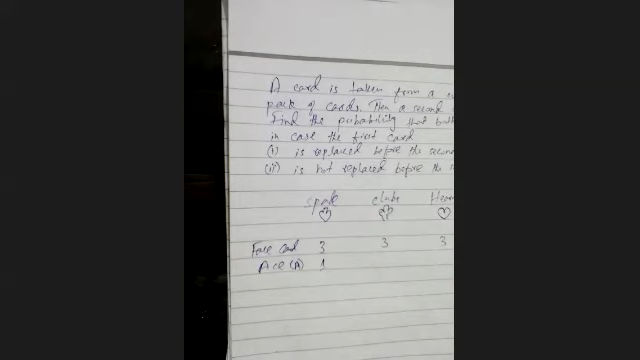 A card is taken from a
pack of cards. Then a second
Find the probability that both
in case the first card
(i) is replaced before the secon
(ii) is not replaced before the s
spade clubs Hear
Face card 3 3 3
Ace (A) 1